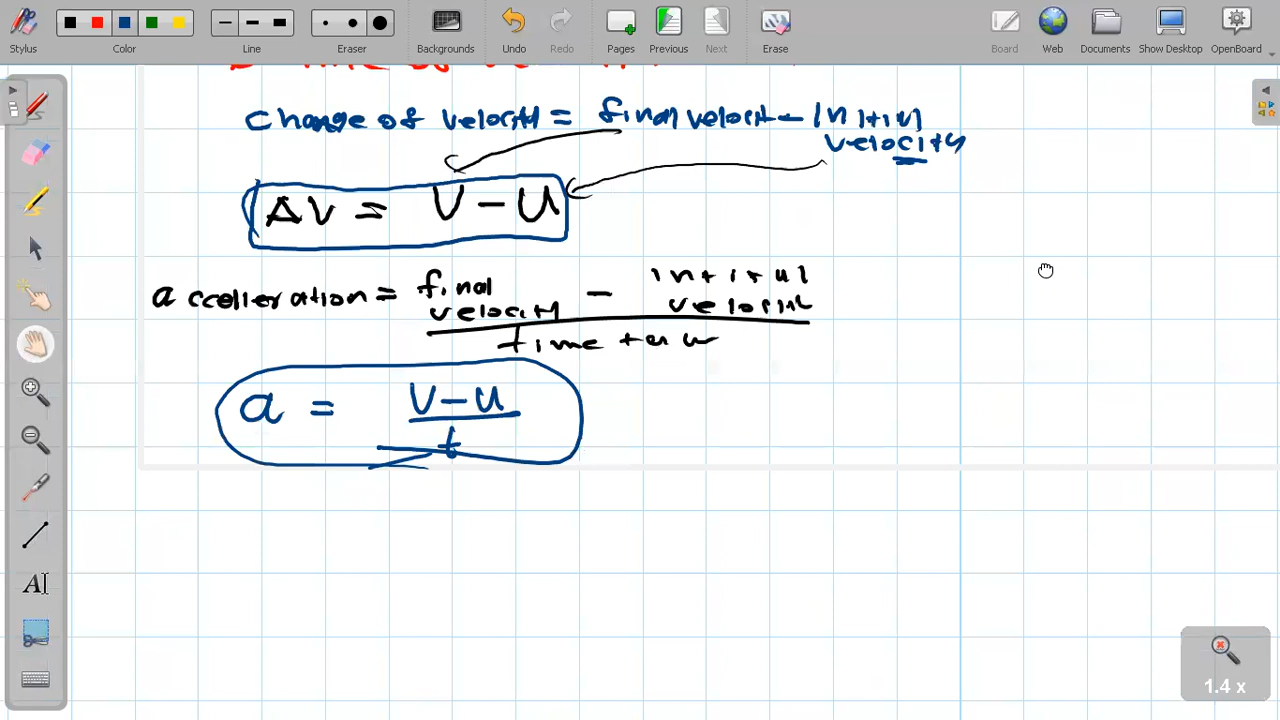 Stylus
Color
Line
Eraser
Backgrounds
Undo
Redo
Pages
Previous
Next
Erase
Board
Web
Documents
Show Desktop
OpenBoard
change of velocity = final velocity - Initial
velocity
ΔV = V - U
accelleration = final velocity - initial velocity
time taken
a = V - U
t
1.4 x